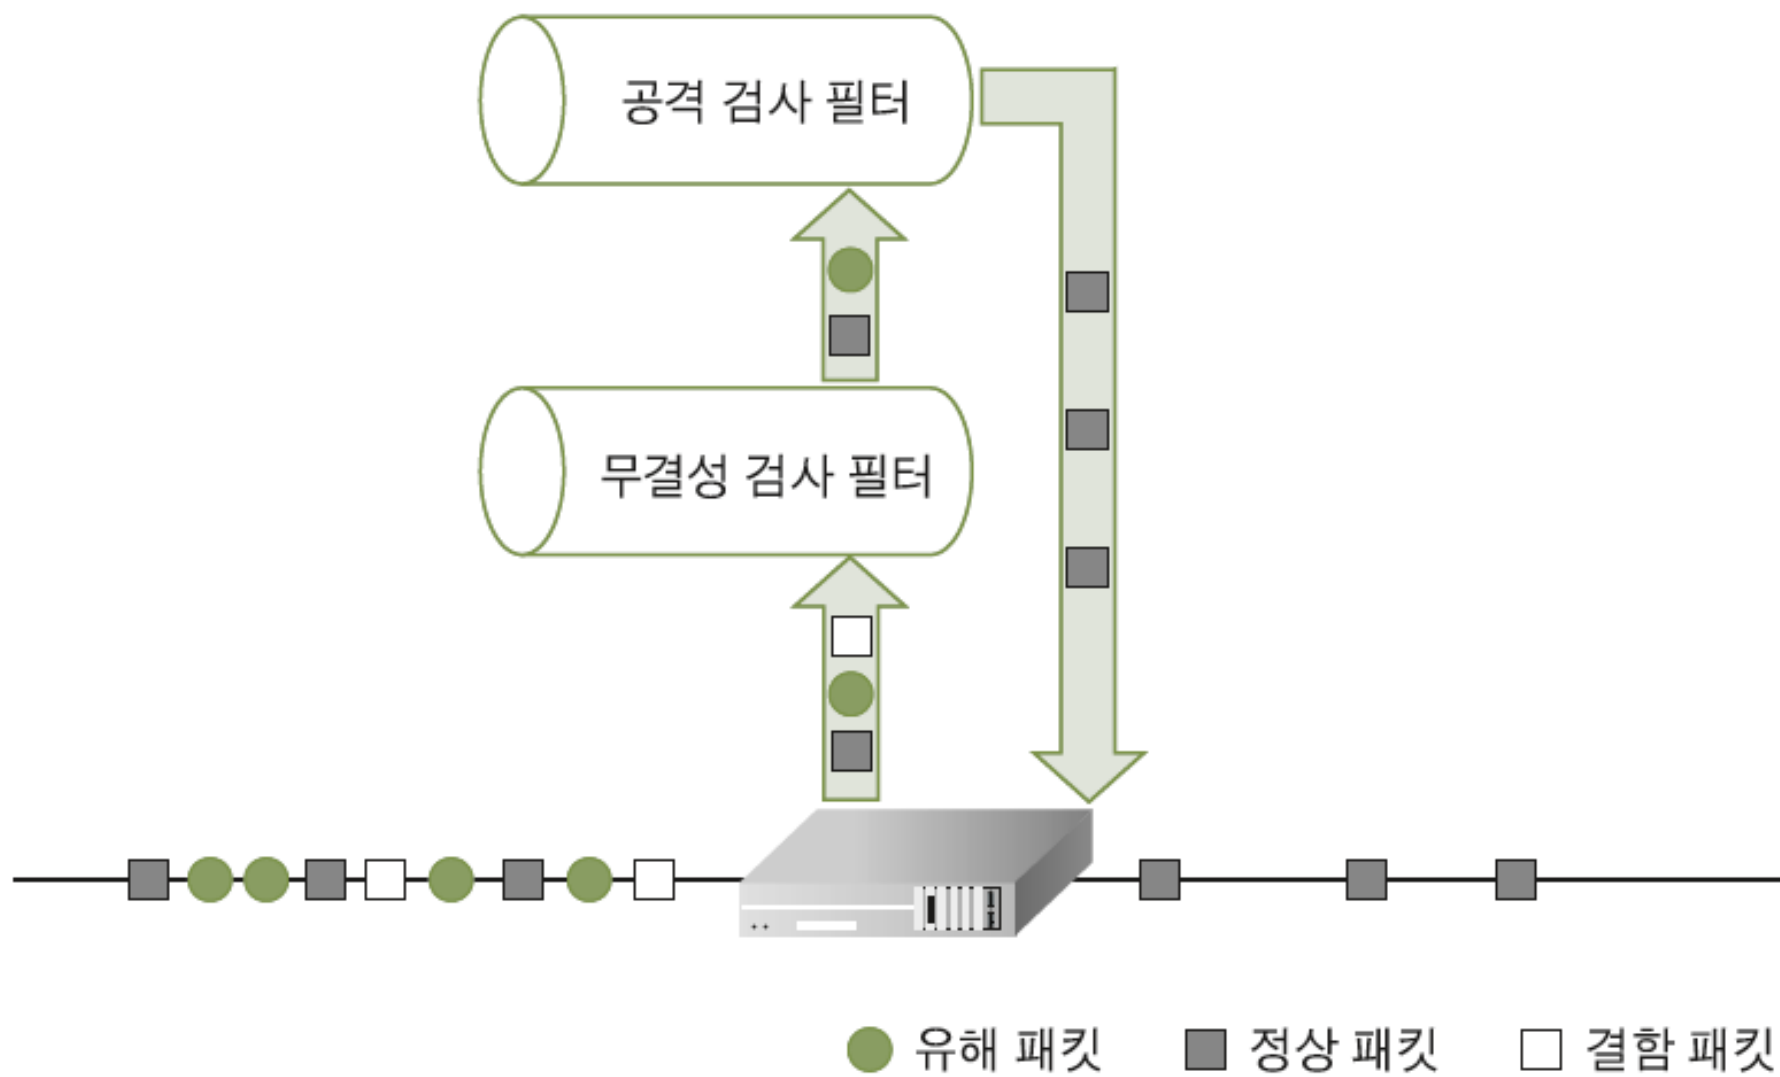 공격 검사 필터
무결성 검사 필터
유해 패킷
정상 패킷
결함 패킷